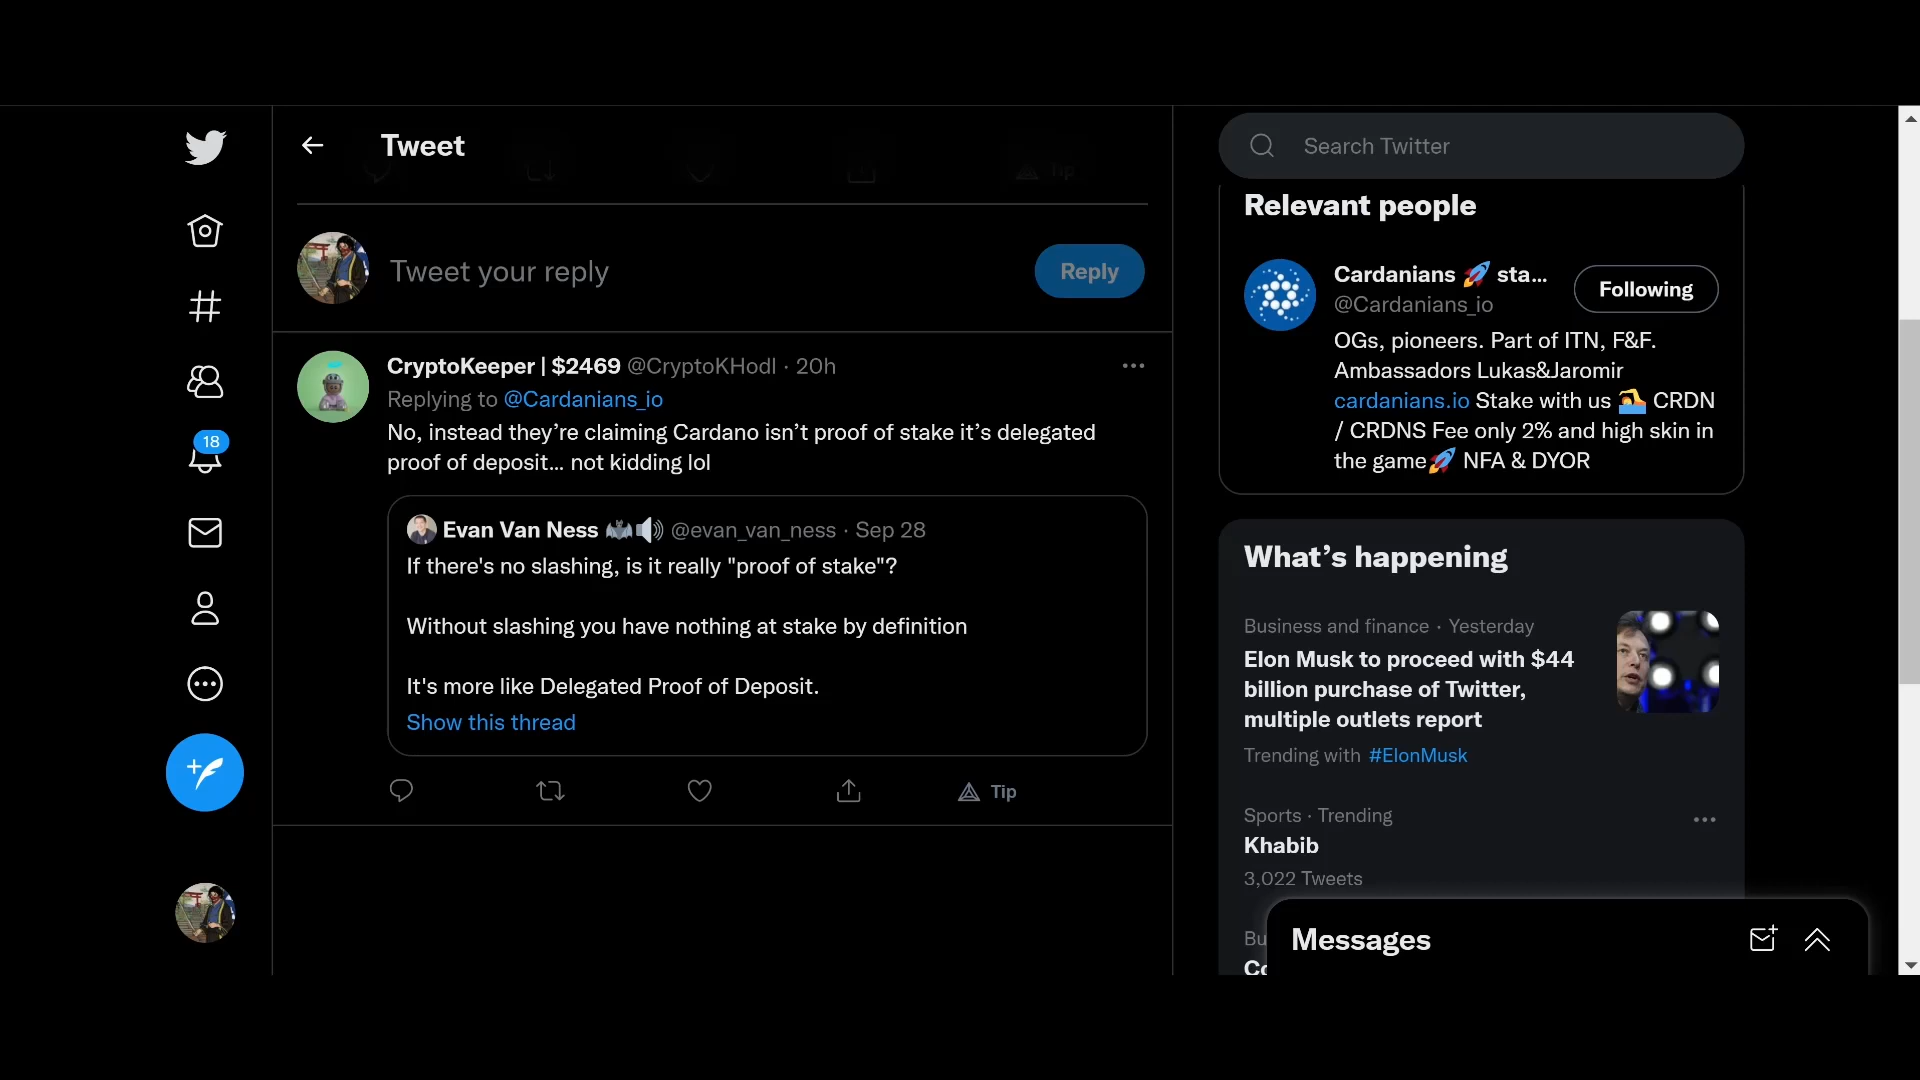 Tweet
Search Twitter
Tip
Relevant people
Tweet your reply
Reply
Cardanians 🚀 sta...
@Cardanians_io
Following
OGs, pioneers. Part of ITN, F&F.
Ambassadors Lukas&Jaromir
cardanians.io Stake with us 🏊 CRDN
/ CRDNS Fee only 2% and high skin in
the game🚀 NFA & DYOR
CryptoKeeper | $2469 @CryptoKHodl · 20h
Replying to @Cardanians_io
No, instead they’re claiming Cardano isn’t proof of stake it’s delegated
proof of deposit... not kidding lol
18
Evan Van Ness 🦇🔊 @evan_van_ness · Sep 28
If there's no slashing, is it really "proof of stake"?
Without slashing you have nothing at stake by definition
It's more like Delegated Proof of Deposit.
Show this thread
Tip
What’s happening
Business and finance · Yesterday
Elon Musk to proceed with $44
billion purchase of Twitter,
multiple outlets report
Trending with #ElonMusk
Sports · Trending
Khabib
3,022 Tweets
Messages